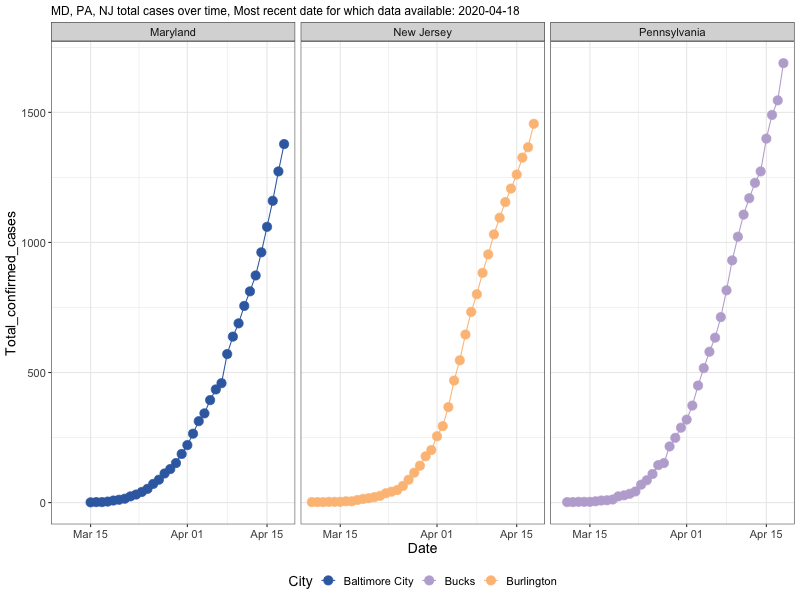 MD, PA, NJ total cases over time, Most recent date for which data available: 2020-04-18
Maryland New Jersey Pennsylvania
Total_confirmed_cases
1500
1000
500
0
Mar 15 Apr 01 Apr 15 Mar 15 Apr 01 Apr 15 Mar 15 Apr 01 Apr 15
Date
City Baltimore City Bucks Burlington